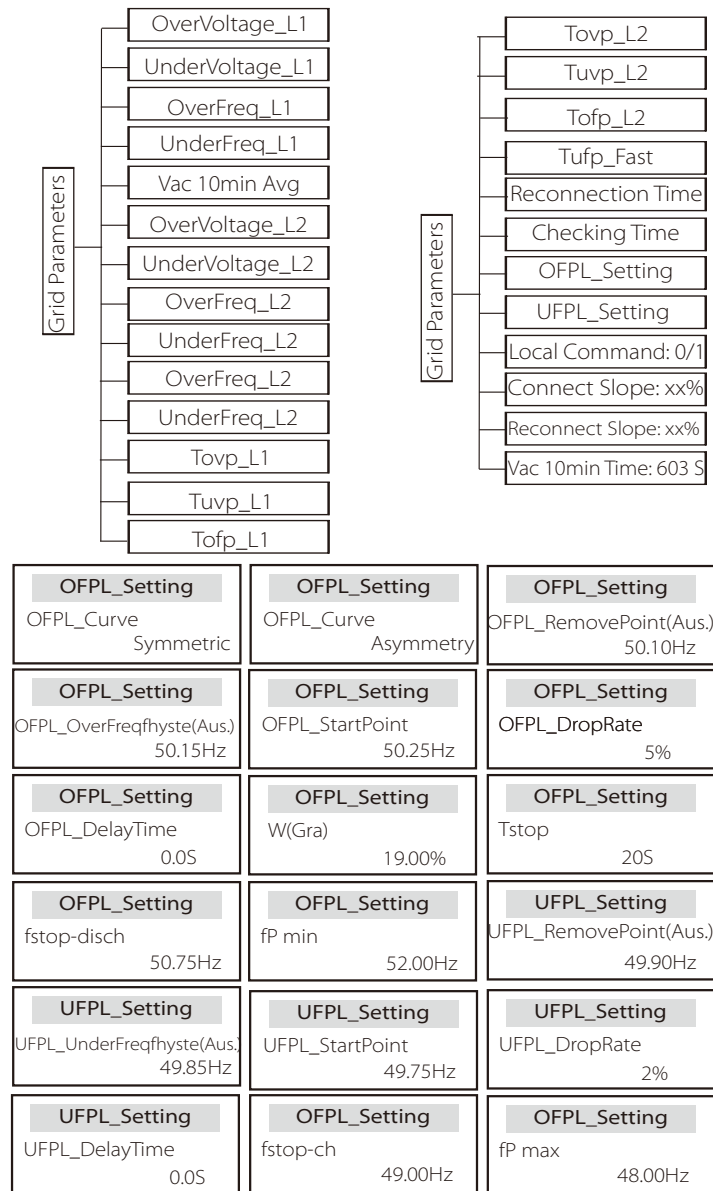 Grid Parameters
OverVoltage_L1
UnderVoltage_L1
OverFreq_L1
UnderFreq_L1
Vac 10min Avg
OverVoltage_L2
UnderVoltage_L2
OverFreq_L2
UnderFreq_L2
OverFreq_L2
UnderFreq_L2
Tovp_L1
Tuvp_L1
Tofp_L1
Grid Parameters
Tovp_L2
Tuvp_L2
Tofp_L2
Tufp_Fast
Reconnection Time
Checking Time
OFPL_Setting
UFPL_Setting
Local Command: 0/1
Connect Slope: xx%
Reconnect Slope: xx%
Vac 10min Time: 603 S
OFPL_Setting
OFPL_Curve
Symmetric
OFPL_Setting
OFPL_Curve
Asymmetry
OFPL_Setting
OFPL_RemovePoint(Aus.)
50.10Hz
OFPL_Setting
OFPL_OverFreqfhyste(Aus.)
50.15Hz
OFPL_Setting
OFPL_StartPoint
50.25Hz
OFPL_Setting
OFPL_DropRate
5%
OFPL_Setting
OFPL_DelayTime
0.0S
OFPL_Setting
W(Gra)
19.00%
OFPL_Setting
Tstop
20S
OFPL_Setting
fstop-disch
50.75Hz
OFPL_Setting
fP min
52.00Hz
UFPL_Setting
UFPL_RemovePoint(Aus.)
49.90Hz
UFPL_Setting
UFPL_UnderFreqfhyste(Aus.)
49.85Hz
UFPL_Setting
UFPL_StartPoint
49.75Hz
UFPL_Setting
UFPL_DropRate
2%
UFPL_Setting
UFPL_DelayTime
0.0S
OFPL_Setting
fstop-ch
49.00Hz
OFPL_Setting
fP max
48.00Hz